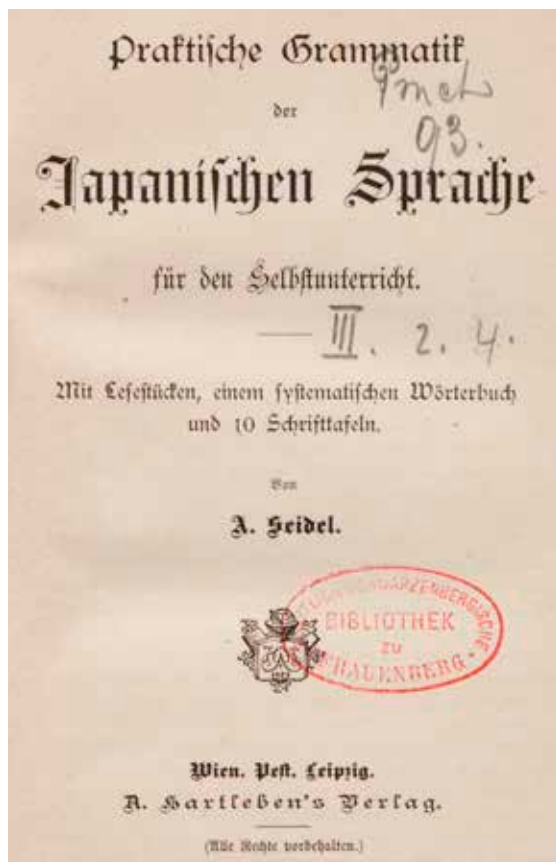 Praktische Grammatik
der
Japanischen Sprache
für den Selbstunterricht.
III. 2. 4.
Mit Lesestücken, einem systematischen Wörterbuch
und 10 Schrifttafeln.
Von
A. Seidel.
BIBLIOTHEK
ZU
FRAUENBERG.
Wien. Pest. Leipzig.
A. Hartleben's Verlag.
(Alle Rechte vorbehalten.)